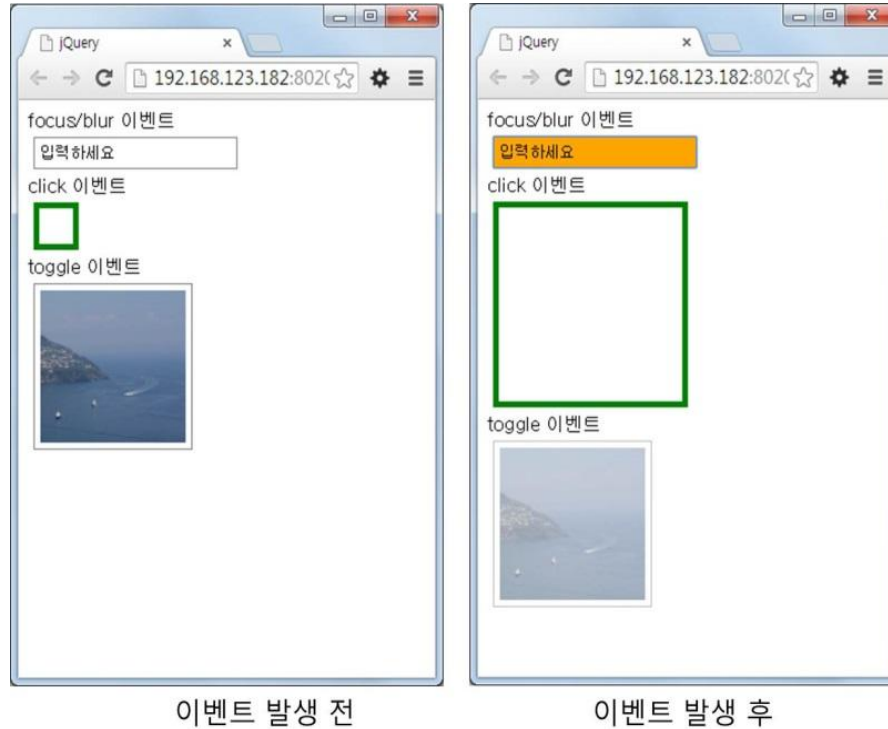 jQuery
192.168.123.182:802(
focus/blur 이벤트
입력하세요
click 이벤트
toggle 이벤트
이벤트 발생 전
jQuery
192.168.123.182:802(
focus/blur 이벤트
입력하세요
click 이벤트
toggle 이벤트
이벤트 발생 후